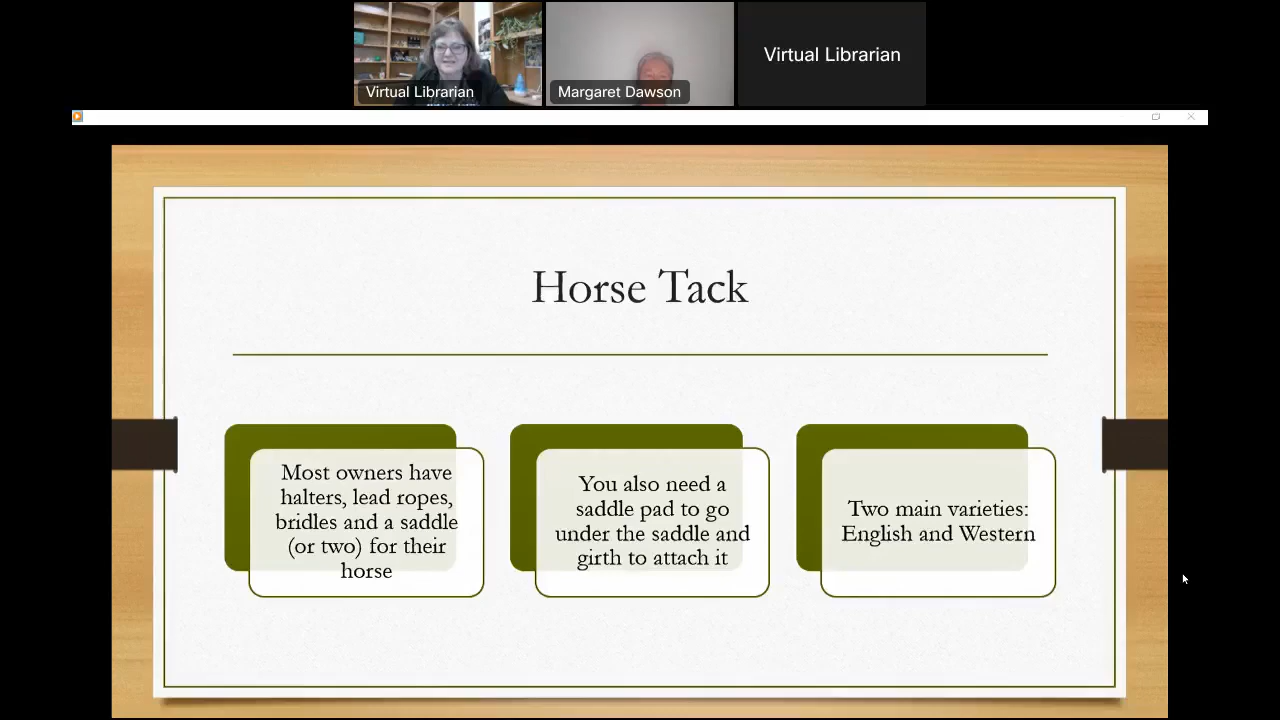 Virtual Librarian
Margaret Dawson
Virtual Librarian
Horse Tack
Most owners have
halters, lead ropes,
bridles and a saddle
(or two) for their
horse
You also need a
saddle pad to go
under the saddle and
girth to attach it
Two main varieties:
English and Western